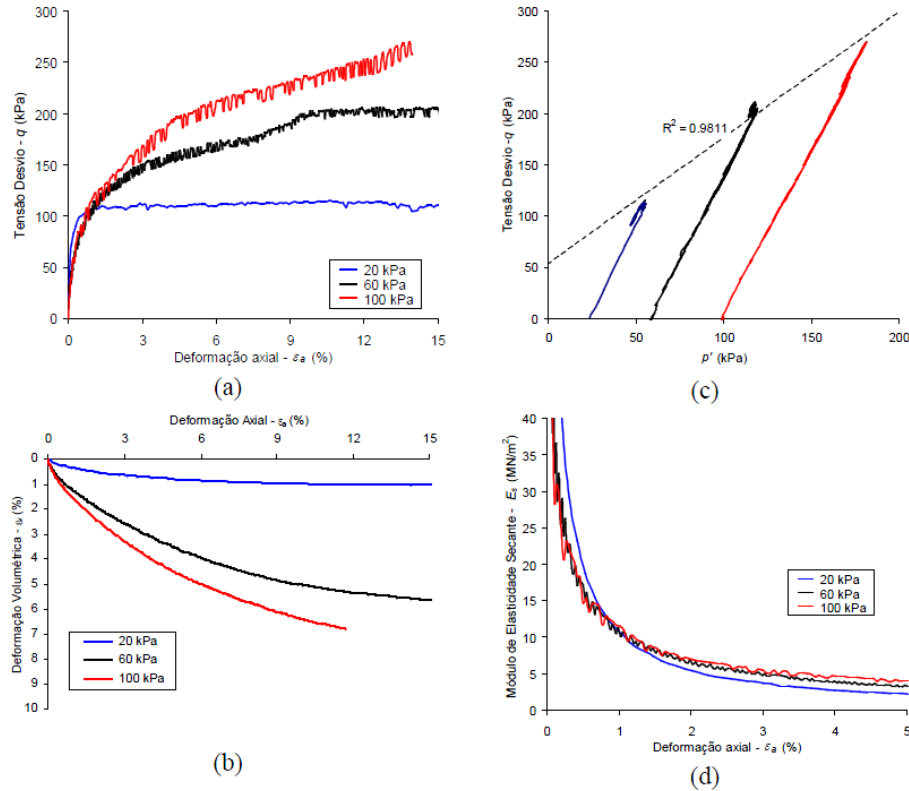 300
250
200
150
100
50
0
Tensão Desvio - q (kPa)
20 kPa
60 kPa
100 kPa
0 3 6 9 12 15
Deformação axial - εa (%)
(a)
300
250
200
150
100
50
0
Tensão Desvio -q (kPa)
R² = 0.9811
0 50 100 150 200
p' (kPa)
(c)
Deformação Axial - εa (%)
0 3 6 9 12 15
0
1
2
3
4
5
6
7
8
9
10
Deformação Volumétrica - εv (%)
20 kPa
60 kPa
100 kPa
(b)
40
35
30
25
20
15
10
5
0
Módulo de Elasticidade Secante - Es (MN/m²)
20 kPa
60 kPa
100 kPa
0 1 2 3 4 5
Deformação axial - εa (%)
(d)